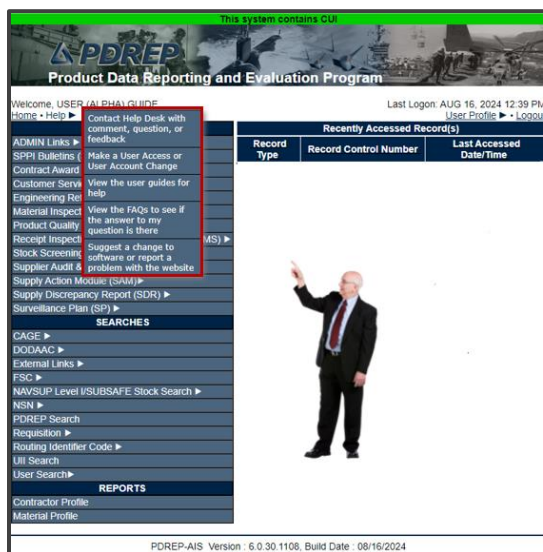 This system contains CUI
PDREP
Product Data Reporting and Evaluation Program
Welcome, USER (ALPHA) GUIDE
Last Logon: AUG 16, 2024 12:39 PM
Home • Help ►
User Profile ► • Logou
Contact Help Desk with
comment, question, or
feedback
Make a User Access or
User Account Change
View the user guides for
help
View the FAQs to see if
the answer to my
question is there
Suggest a change to
software or report a
problem with the website
Recently Accessed Record(s)
Record
Type
Record Control Number
Last Accessed
Date/Time
ADMIN Links ►
SPPI Bulletins (
Contract Award
Customer Servi
Engineering Re
Material Inspect
Product Quality
Receipt Inspecti
MS) ►
Stock Screening
Supplier Audit &
Supply Action Module (SAM)►
Supply Discrepancy Report (SDR) ►
Surveillance Plan (SP) ►
SEARCHES
CAGE ►
DODAAC ►
External Links ►
FSC ►
NAVSUP Level I/SUBSAFE Stock Search ►
NSN ►
PDREP Search
Requisition ►
Routing Identifier Code ►
UII Search
User Search►
REPORTS
Contractor Profile
Material Profile
PDREP-AIS Version : 6.0.30.1108, Build Date : 08/16/2024